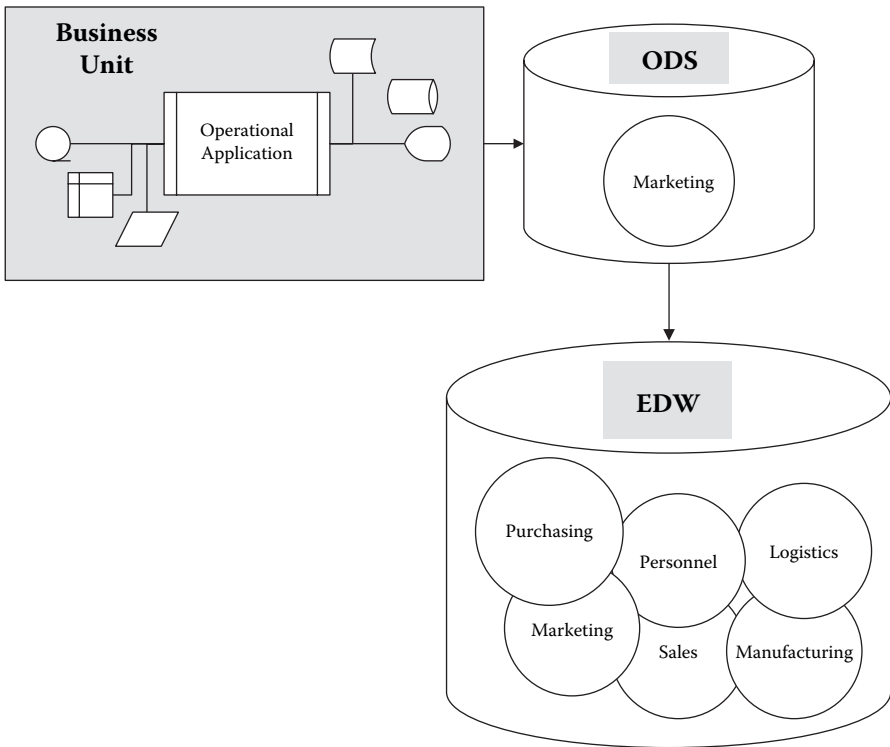 Business
Unit
Operational
Application
ODS
Marketing
EDW
Purchasing
Personnel
Logistics
Marketing
Sales
Manufacturing